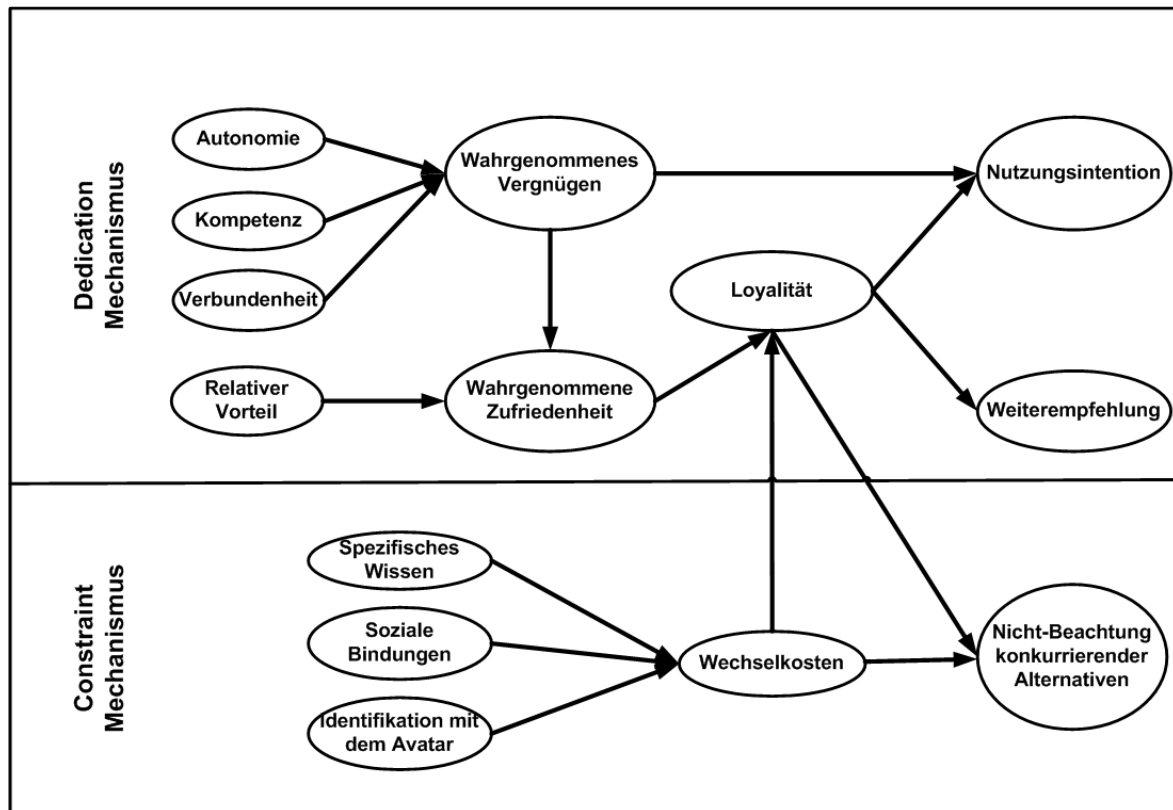 Dedication
Mechanismus
Autonomie
Kompetenz
Verbundenheit
Relativer
Vorteil
Wahrgenommenes
Vergnügen
Wahrgenommene
Zufriedenheit
Loyalität
Nutzungsintention
Weiterempfehlung
Constraint
Mechanismus
Spezifisches
Wissen
Soziale
Bindungen
Identifikation mit
dem Avatar
Wechselkosten
Nicht-Beachtung
konkurrierender
Alternativen